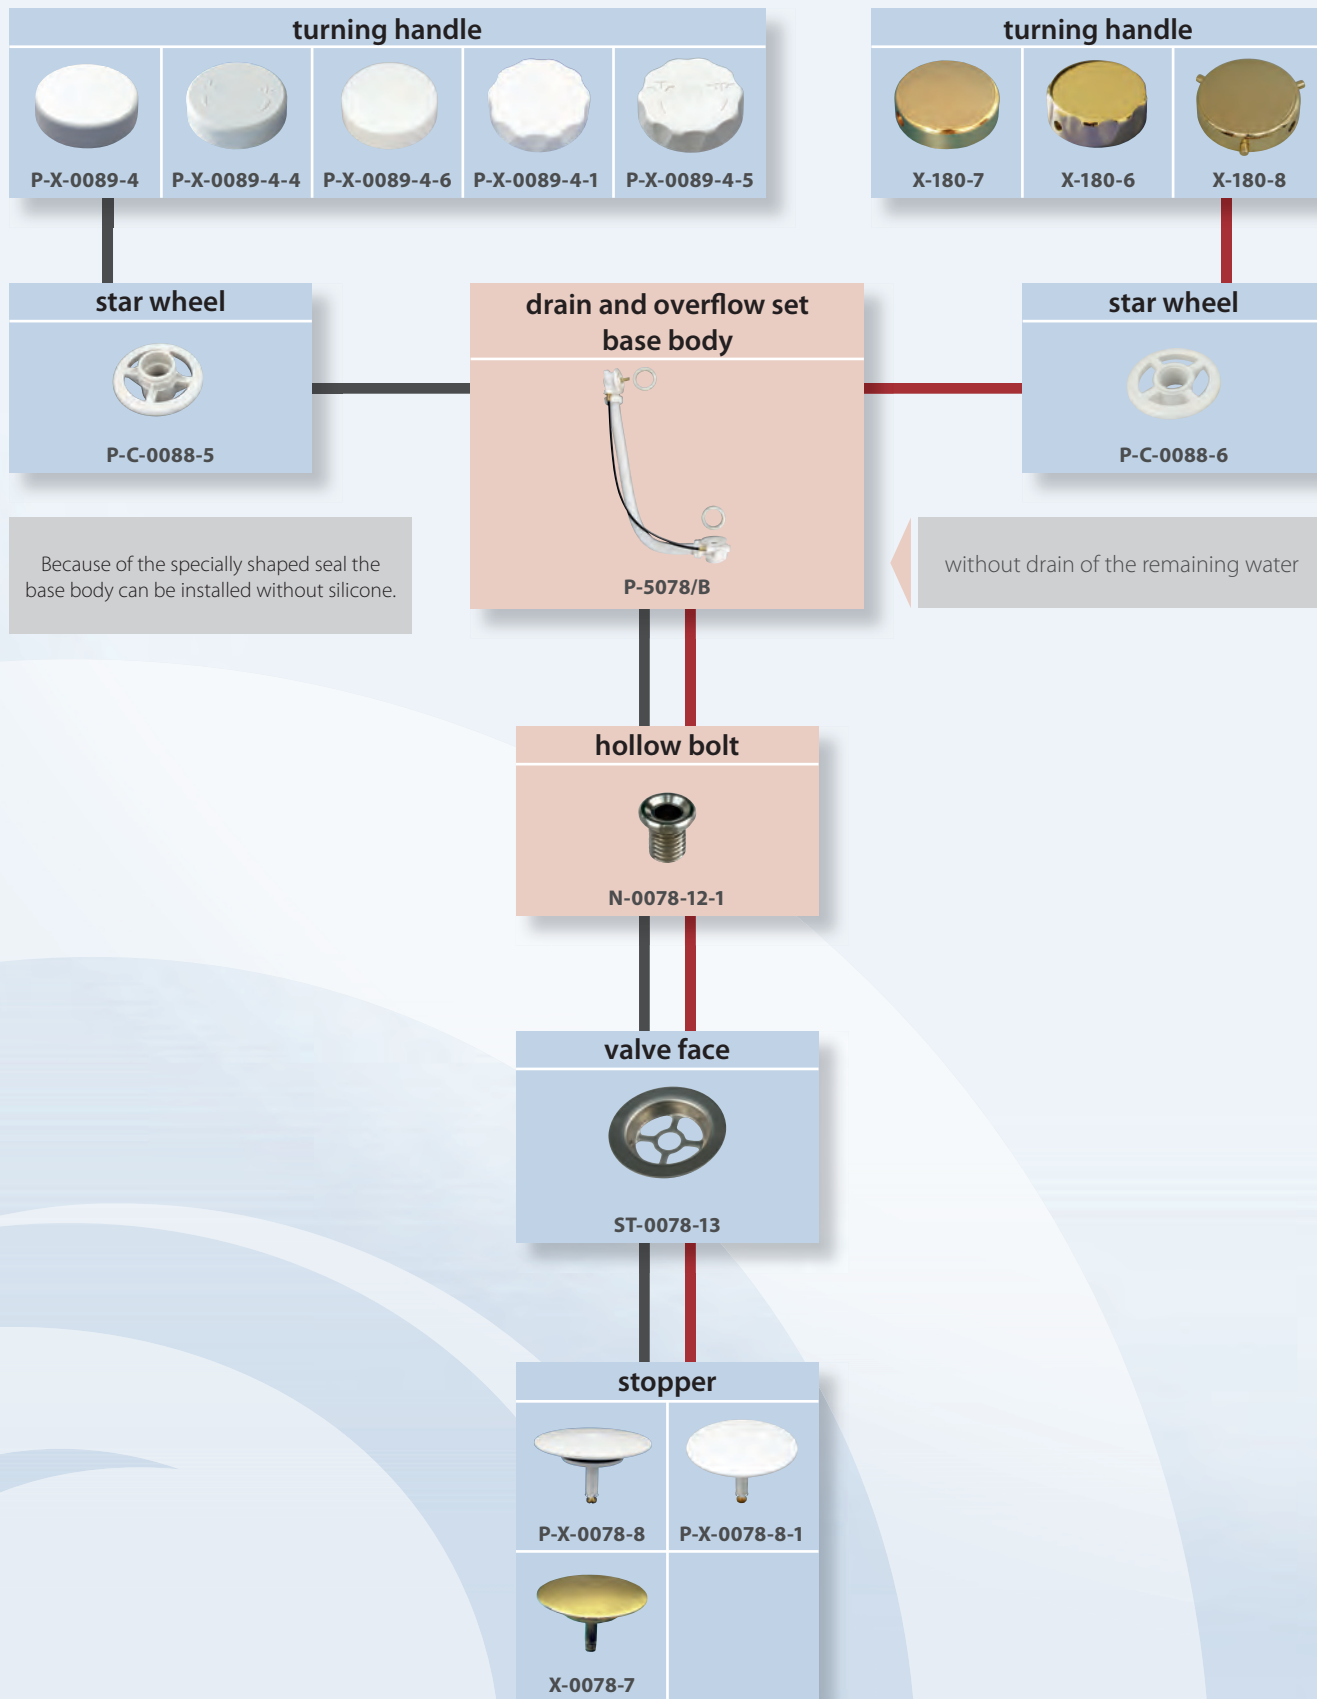 turning handle
P-X-0089-4
P-X-0089-4-4
P-X-0089-4-6
P-X-0089-4-1
P-X-0089-4-5
turning handle
X-180-7
X-180-6
X-180-8
star wheel
P-C-0088-5
drain and overflow set
base body
P-5078/B
star wheel
P-C-0088-6
Because of the specially shaped seal the
base body can be installed without silicone.
without drain of the remaining water
hollow bolt
N-0078-12-1
valve face
ST-0078-13
stopper
P-X-0078-8
P-X-0078-8-1
X-0078-7